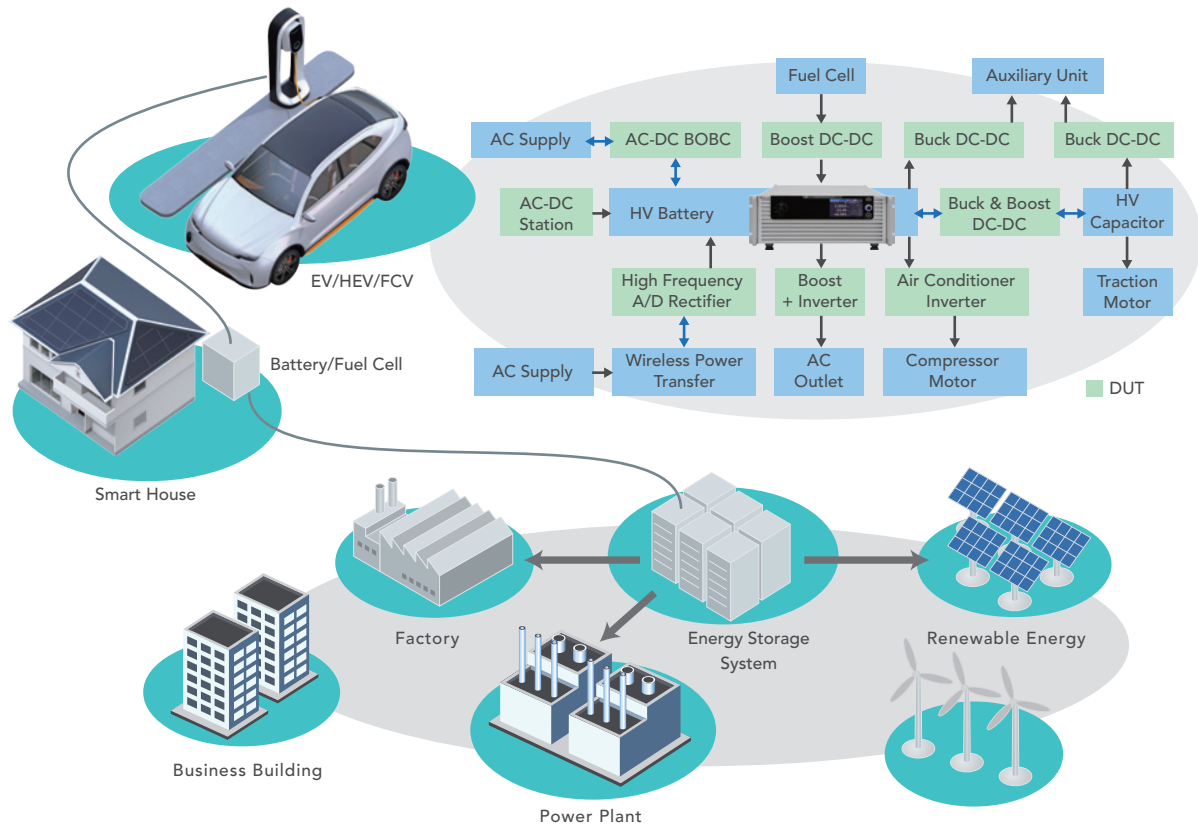 Fuel Cell
Auxiliary Unit
AC Supply
AC-DC BOBC
Boost DC-DC
Buck DC-DC
Buck DC-DC
AC-DC
Station
HV Battery
Buck & Boost
DC-DC
HV
Capacitor
EV/HEV/FCV
High Frequency
A/D Rectifier
Boost
+ Inverter
Air Conditioner
Inverter
Traction
Motor
Battery/Fuel Cell
AC Supply
Wireless Power
Transfer
AC
Outlet
Compressor
Motor
DUT
Smart House
Factory
Energy Storage
System
Renewable Energy
Business Building
Power Plant